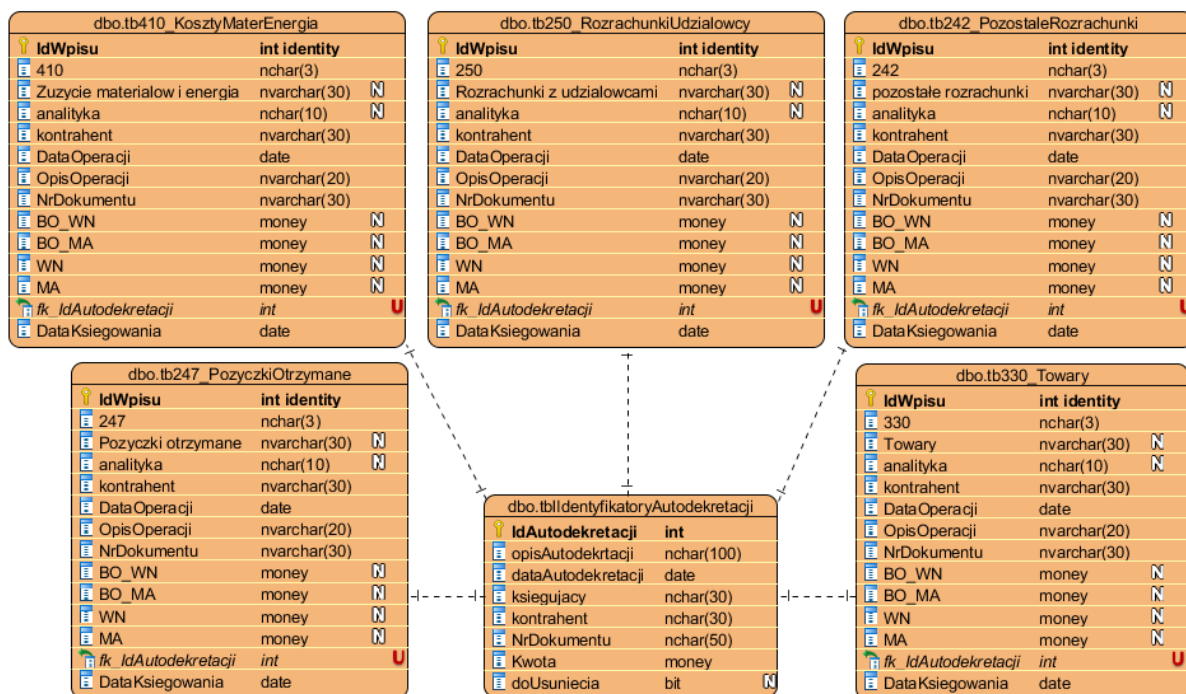 dbo.tb410_KosztyMaterEnergia
IdWpisu int identity
410 nchar(3)
Zuzycie materialow i energia nvarchar(30) N
analityka nchar(10) N
kontrahent nvarchar(30)
DataOperacji date
OpisOperacji nvarchar(20)
NrDokumentu nvarchar(30)
BO_WN money N
BO_MA money N
WN money N
MA money N
fk_IdAutodekretacji int U
DataKsiegowania date
dbo.tb250_RozrachunkiUdzialowcy
IdWpisu int identity
250 nchar(3)
Rozrachunki z udzialowcami nvarchar(30) N
analityka nchar(10) N
kontrahent nvarchar(30)
DataOperacji date
OpisOperacji nvarchar(20)
NrDokumentu nvarchar(30)
BO_WN money N
BO_MA money N
WN money N
MA money N
fk_IdAutodekretacji int U
DataKsiegowania date
dbo.tb242_PozostaleRozrachunki
IdWpisu int identity
242 nchar(3)
pozostałe rozrachunki nvarchar(30) N
analityka nchar(10) N
kontrahent nvarchar(30)
DataOperacji date
OpisOperacji nvarchar(20)
NrDokumentu nvarchar(30)
BO_WN money N
BO_MA money N
WN money N
MA money N
fk_IdAutodekretacji int U
DataKsiegowania date
dbo.tb247_PozyczkiOtrzymane
IdWpisu int identity
247 nchar(3)
Pozyczki otrzymane nvarchar(30) N
analityka nchar(10) N
kontrahent nvarchar(30)
DataOperacji date
OpisOperacji nvarchar(20)
NrDokumentu nvarchar(30)
BO_WN money N
BO_MA money N
WN money N
MA money N
fk_IdAutodekretacji int U
DataKsiegowania date
dbo.tblIdentyfikatoryAutodekretacji
IdAutodekretacji int
opisAutodekrtacji nchar(100)
dataAutodekretacji date
ksiegujacy nchar(30)
kontrahent nchar(30)
NrDokumentu nchar(50)
Kwota money
doUsuniecia bit N
dbo.tb330_Towary
IdWpisu int identity
330 nchar(3)
Towary nvarchar(30) N
analityka nchar(10) N
kontrahent nvarchar(30)
DataOperacji date
OpisOperacji nvarchar(20)
NrDokumentu nvarchar(30)
BO_WN money N
BO_MA money N
WN money N
MA money N
fk_IdAutodekretacji int U
DataKsiegowania date